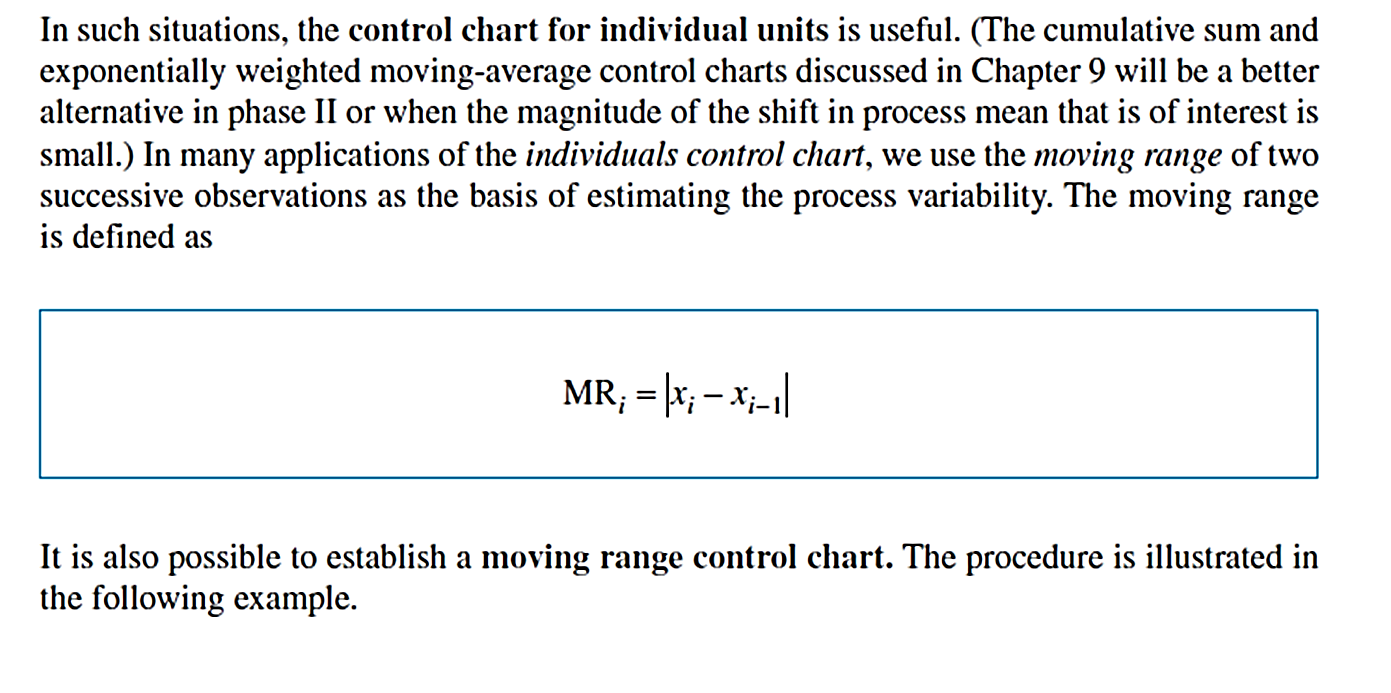 In such situations, the control chart for individual units is useful. (The cumulative sum and
exponentially weighted moving-average control charts discussed in Chapter 9 will be a better
alternative in phase II or when the magnitude of the shift in process mean that is of interest is
small.) In many applications of the individuals control chart, we use the moving range of two
successive observations as the basis of estimating the process variability. The moving range
is defined as
MRᵢ = |xᵢ − xᵢ₋₁|
It is also possible to establish a moving range control chart. The procedure is illustrated in
the following example.